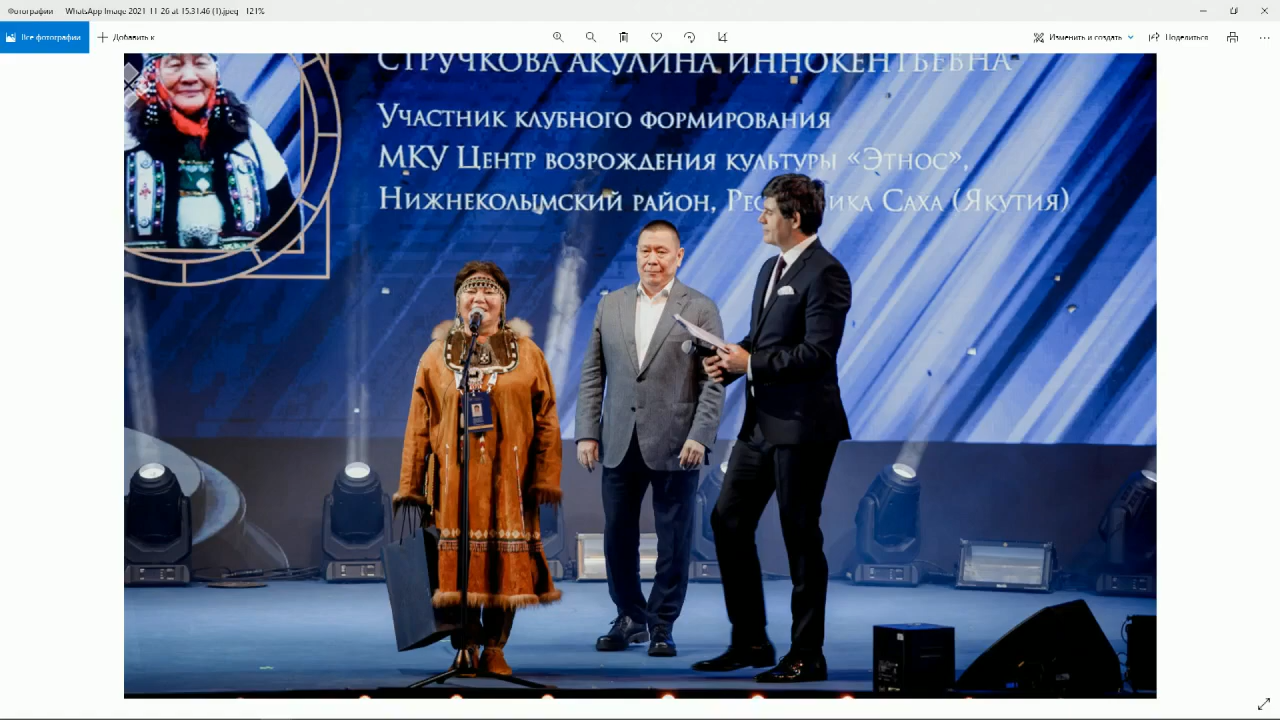 Фотографии - WhatsApp Image 2021-11-26 at 15.31.46 (1).jpeg - 121%
Все фотографии
Добавить к
Изменить и создать
Поделиться
СТРУЧКОВА АКУЛИНА ИННОКЕНТЬЕВНА
Участник клубного формирования
МКУ Центр возрождения культуры «Этнос»,
Нижнеколымский район, Республика Саха (Якутия)